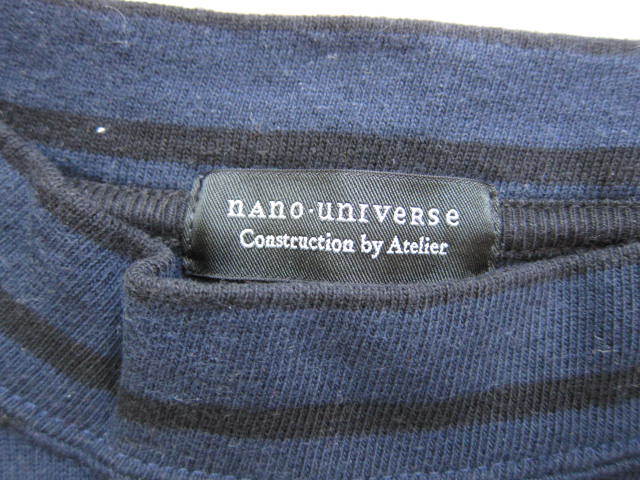 nano·universe
Construction by Atelier